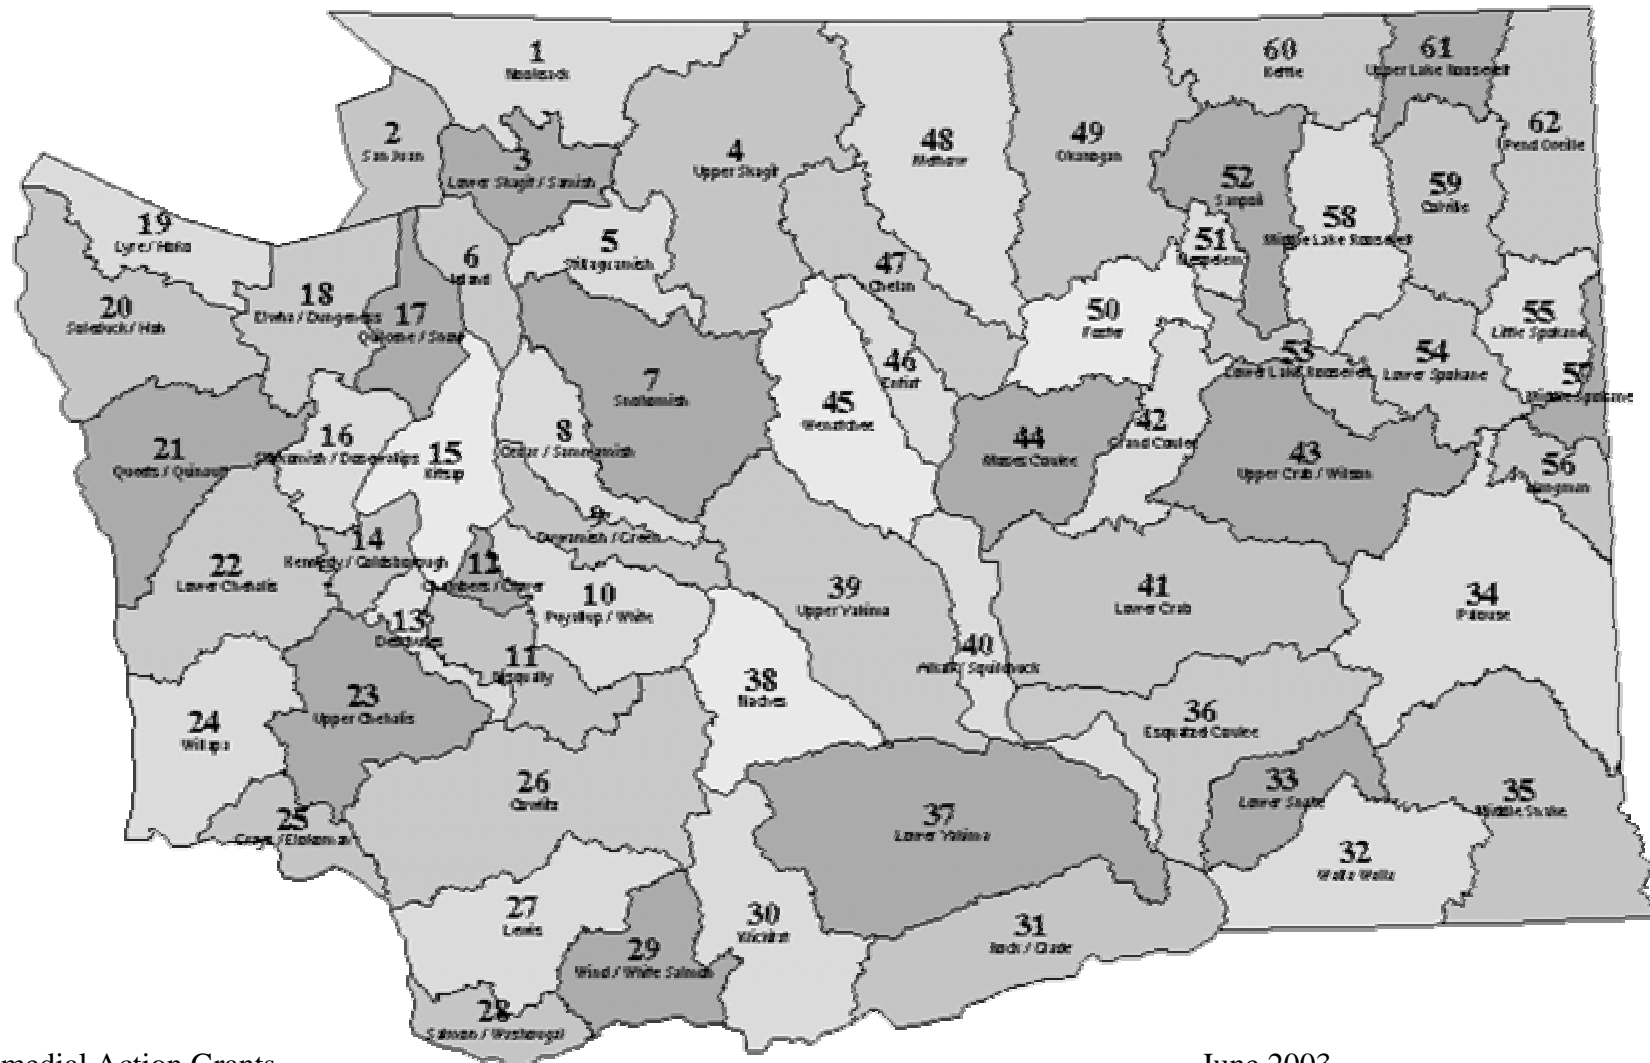 1
Nooksack
2
San Juan
3
Lower Skagit / Samish
4
Upper Skagit
5
Stillaguamish
6
Island
7
Snohomish
8
Cedar / Sammamish
9
Duwamish / Green
10
Puyallup / White
11
Nisqually
12
Chambers / Clover
13
Deschutes
14
Kennedy / Goldsborough
15
Kitsap
16
Skokomish / Dosewallips
17
Quilcene / Snow
18
Elwha / Dungeness
19
Lyre / Hoko
20
Soleduck / Hoh
21
Queets / Quinault
22
Lower Chehalis
23
Upper Chehalis
24
Willapa
25
Grays / Elokoman
26
Cowlitz
27
Lewis
28
Salmon / Washougal
29
Wind / White Salmon
30
Klickitat
31
Rock / Glade
32
Walla Walla
33
Lower Snake
34
Palouse
35
Middle Snake
36
Esquatzel Coulee
37
Lower Yakima
38
Naches
39
Upper Yakima
40
Alkali / Squilchuck
41
Lower Crab
42
Grand Coulee
43
Upper Crab / Wilson
44
Moses Coulee
45
Wenatchee
46
Entiat
47
Chelan
48
Methow
49
Okanogan
50
Foster
51
Nespelem
52
Sanpoil
53
Lower Lake Roosevelt
54
Lower Spokane
55
Little Spokane
Middle Spokane
56
Hangman
58
Middle Lake Roosevelt
59
Colville
60
Kettle
61
Upper Lake Roosevelt
62
Pend Oreille
Action Grants
June 2003